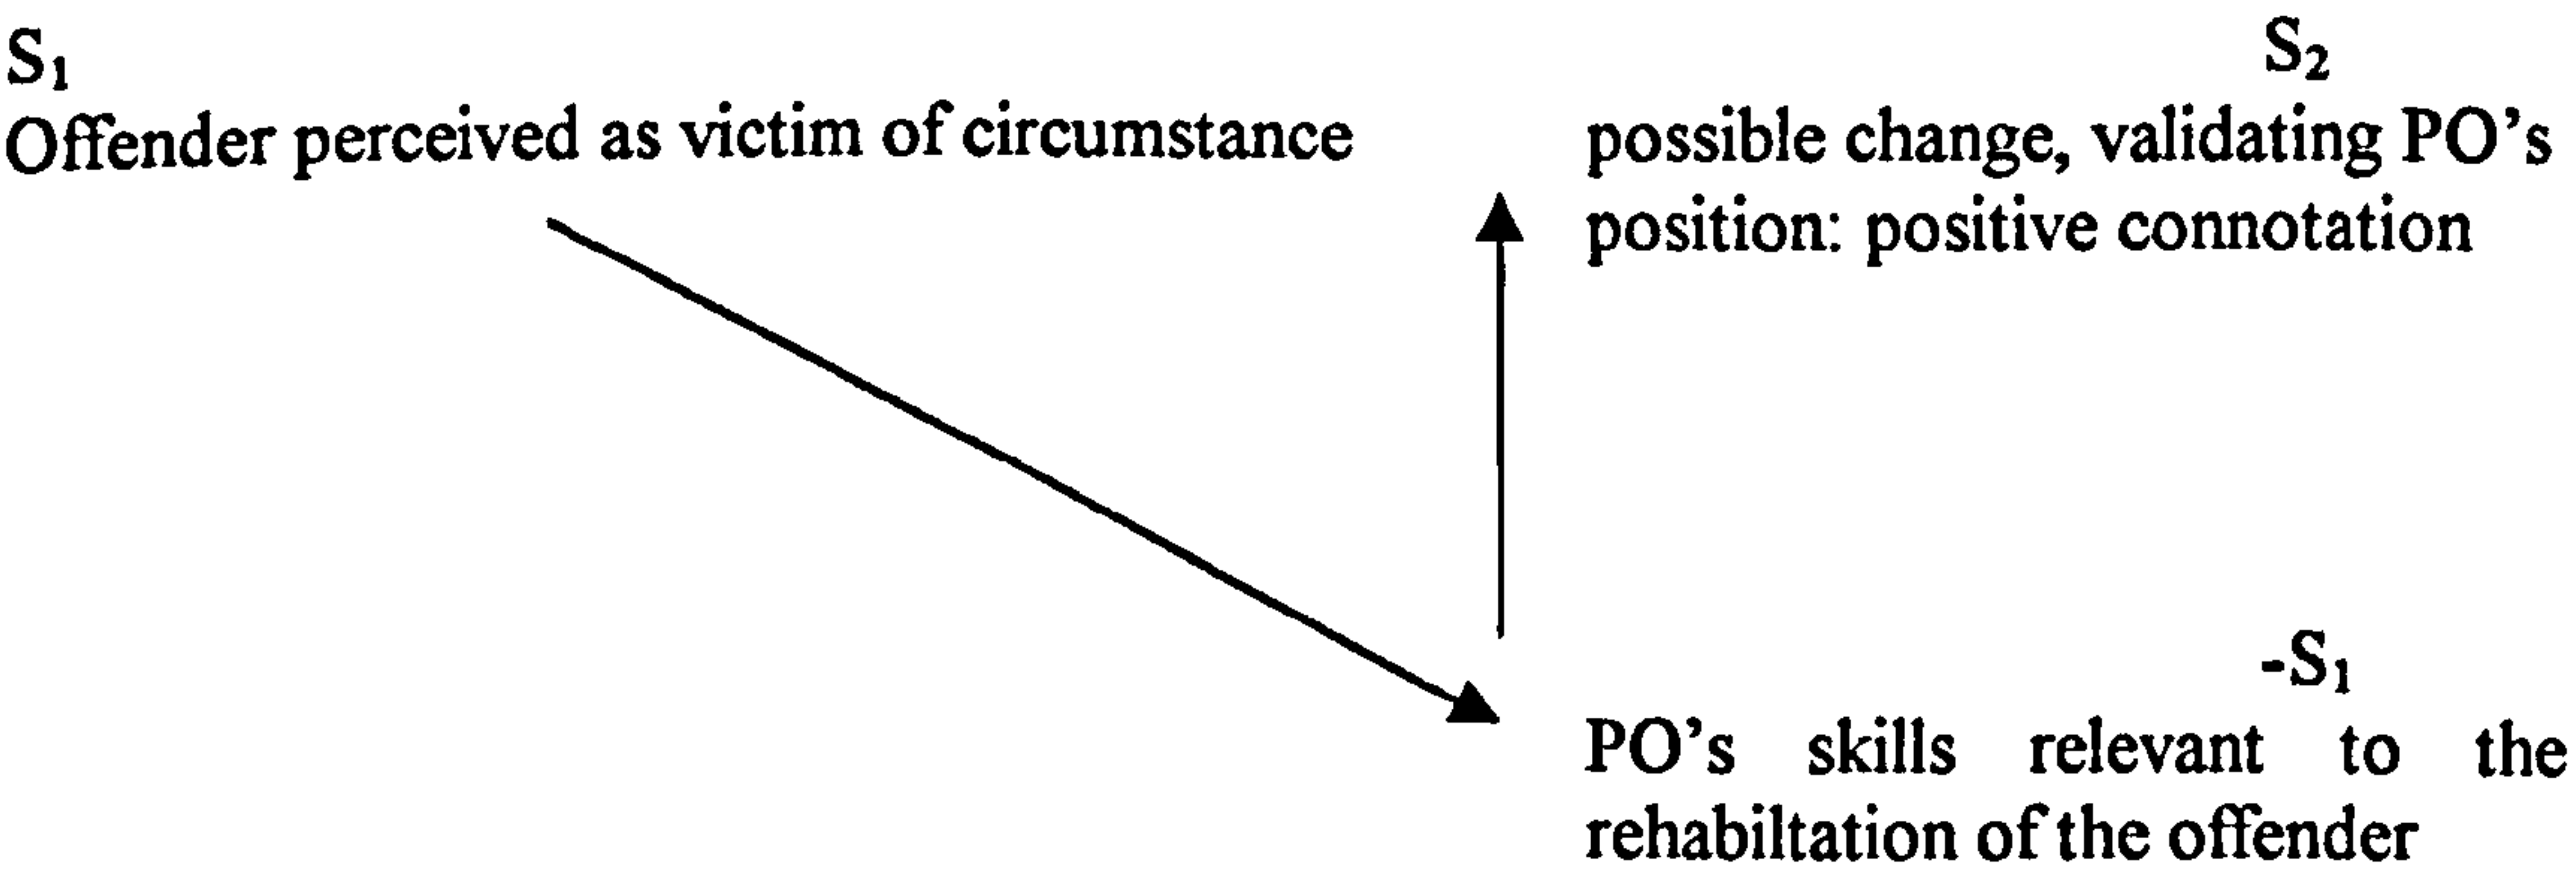 S₁
Offender perceived as victim of circumstance
S₂
possible change, validating PO's
position: positive connotation
-S₁
PO's skills relevant to the
rehabiltation of the offender